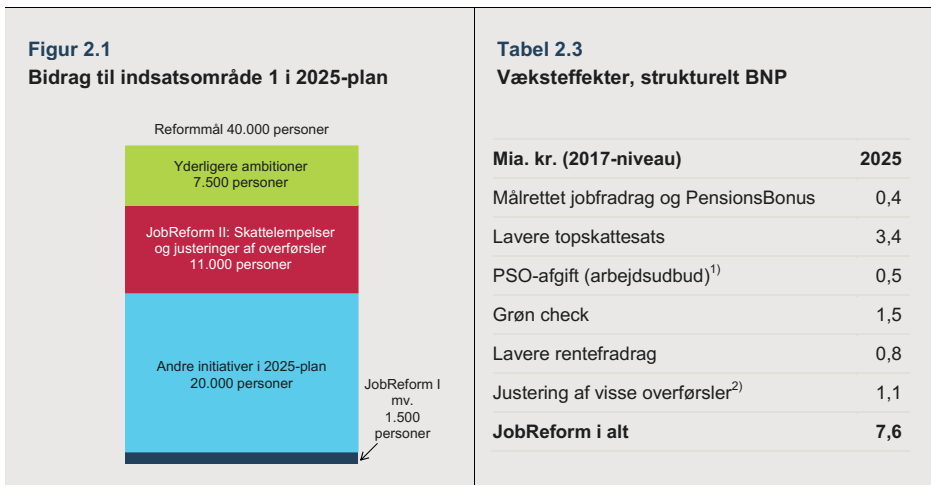 Figur 2.1
Bidrag til indsatsområde 1 i 2025-plan
Reformmål 40.000 personer
Yderligere ambitioner
7.500 personer
JobReform II: Skattelempelser
og justeringer af overførsler
11.000 personer
Andre initiativer i 2025-plan
20.000 personer
JobReform I
mv.
1.500
personer
Tabel 2.3
Væksteffekter, strukturelt BNP
Mia. kr. (2017-niveau) 2025
Målrettet jobfradrag og PensionsBonus 0,4
Lavere topskattesats 3,4
PSO-afgift (arbejdsudbud)1) 0,5
Grøn check 1,5
Lavere rentefradrag 0,8
Justering af visse overførsler2) 1,1
JobReform i alt 7,6